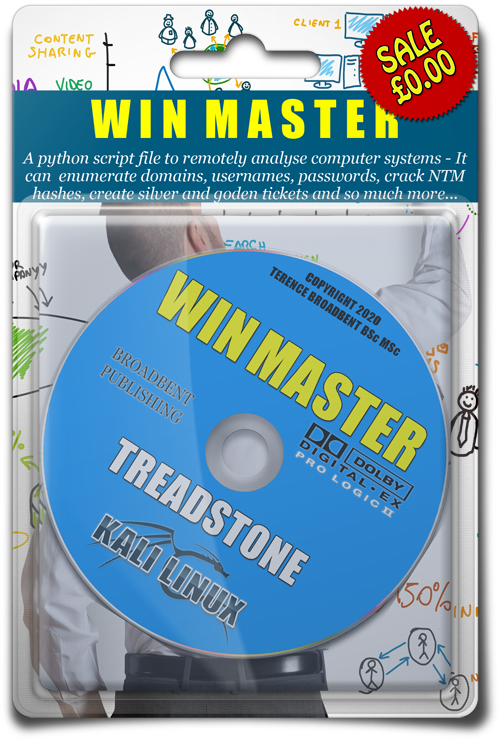 CONTENT
SHARING
VIDEO
CLIENT 1
SALE
£0.00
WIN MASTER
A python script file to remotely analyse computer systems - It
can enumerate domains, usernames, passwords, crack NTM
hashes, create silver and goden tickets and so much more...
COPYRIGHT 2020
TERENCE BROADBENT BSc MSc
WIN MASTER
BROADBENT
PUBLISHING
DOLBY
DIGITAL·EX
PRO LOGIC II
TREADSTONE
KALI LINUX
50%